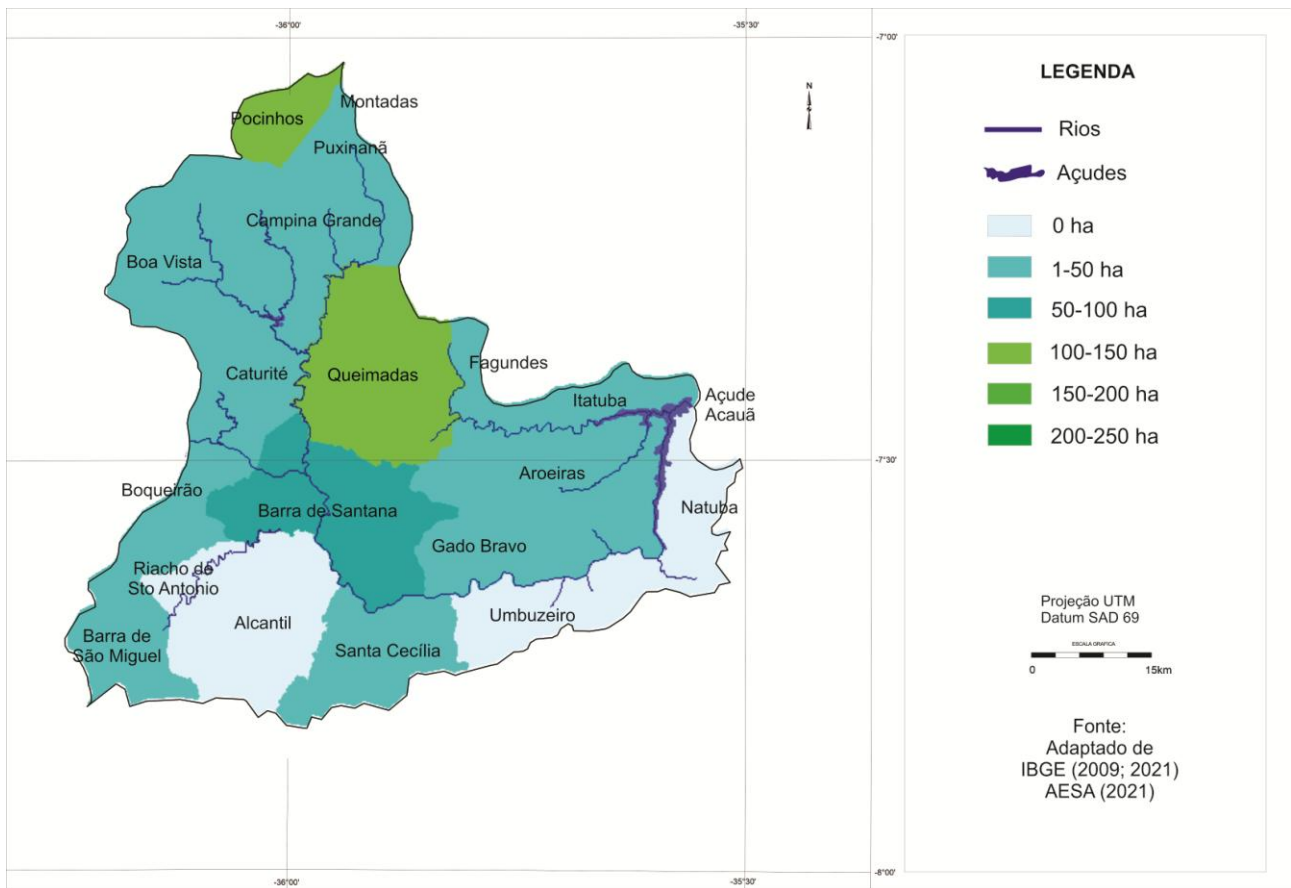 -36°00'
-35°30'
-7°00'
LEGENDA
N
Montadas
Pocinhos
Rios
Puxinanã
Açudes
Campina Grande
0 ha
Boa Vista
1-50 ha
50-100 ha
100-150 ha
Fagundes
Caturité
Queimadas
150-200 ha
Itatuba
Açude
Acauã
200-250 ha
-7°30'
Aroeiras
Boqueirão
Barra de Santana
Natuba
Gado Bravo
Riacho de
Sto Antonio
Alcantil
Umbuzeiro
Projeção UTM
Datum SAD 69
Barra de
São Miguel
Santa Cecília
ESCALA GRAFICA
0 15km
Fonte:
Adaptado de
IBGE (2009; 2021)
AESA (2021)
-36°00'
-35°30'
-8°00'